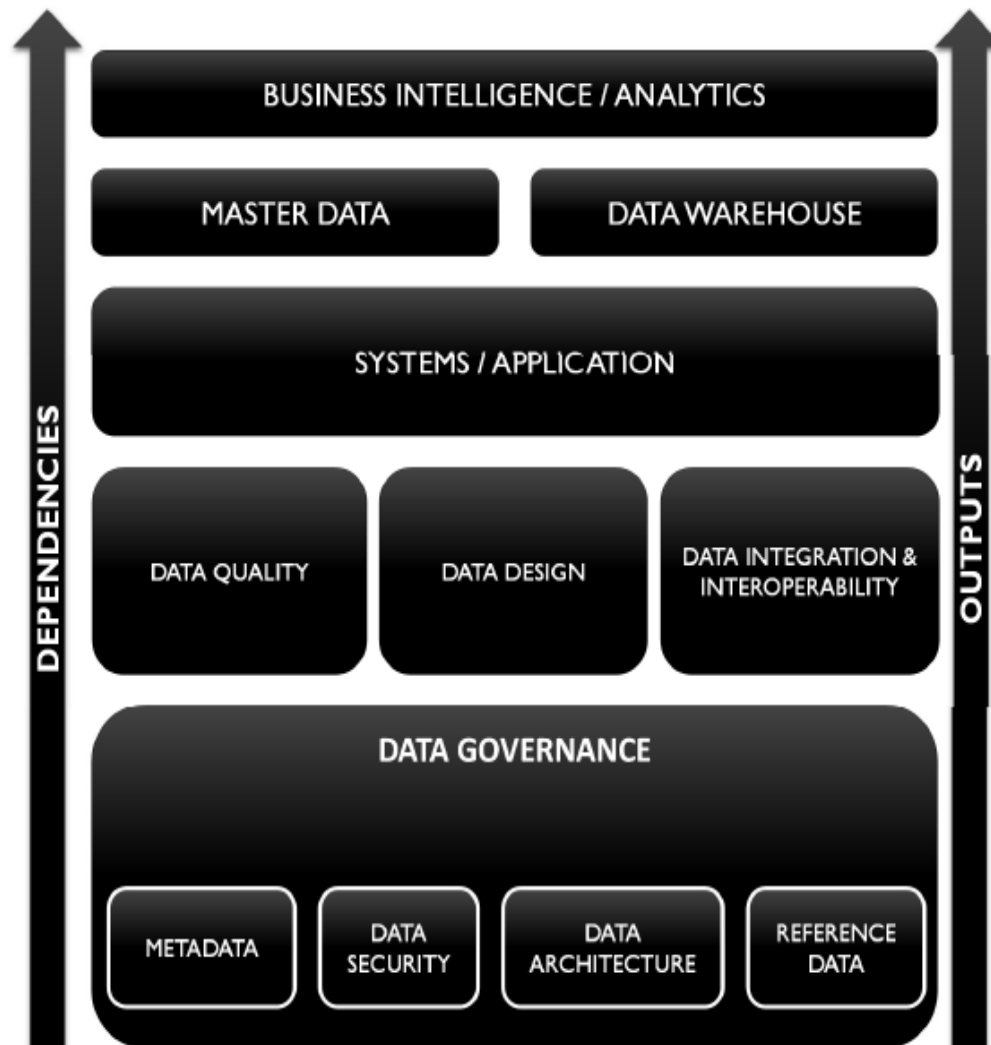 BUSINESS INTELLIGENCE / ANALYTICS
MASTER DATA
DATA WAREHOUSE
SYSTEMS / APPLICATION
DEPENDENCIES
OUTPUTS
DATA QUALITY
DATA DESIGN
DATA INTEGRATION &
INTEROPERABILITY
DATA GOVERNANCE
METADATA
DATA
SECURITY
DATA
ARCHITECTURE
REFERENCE
DATA